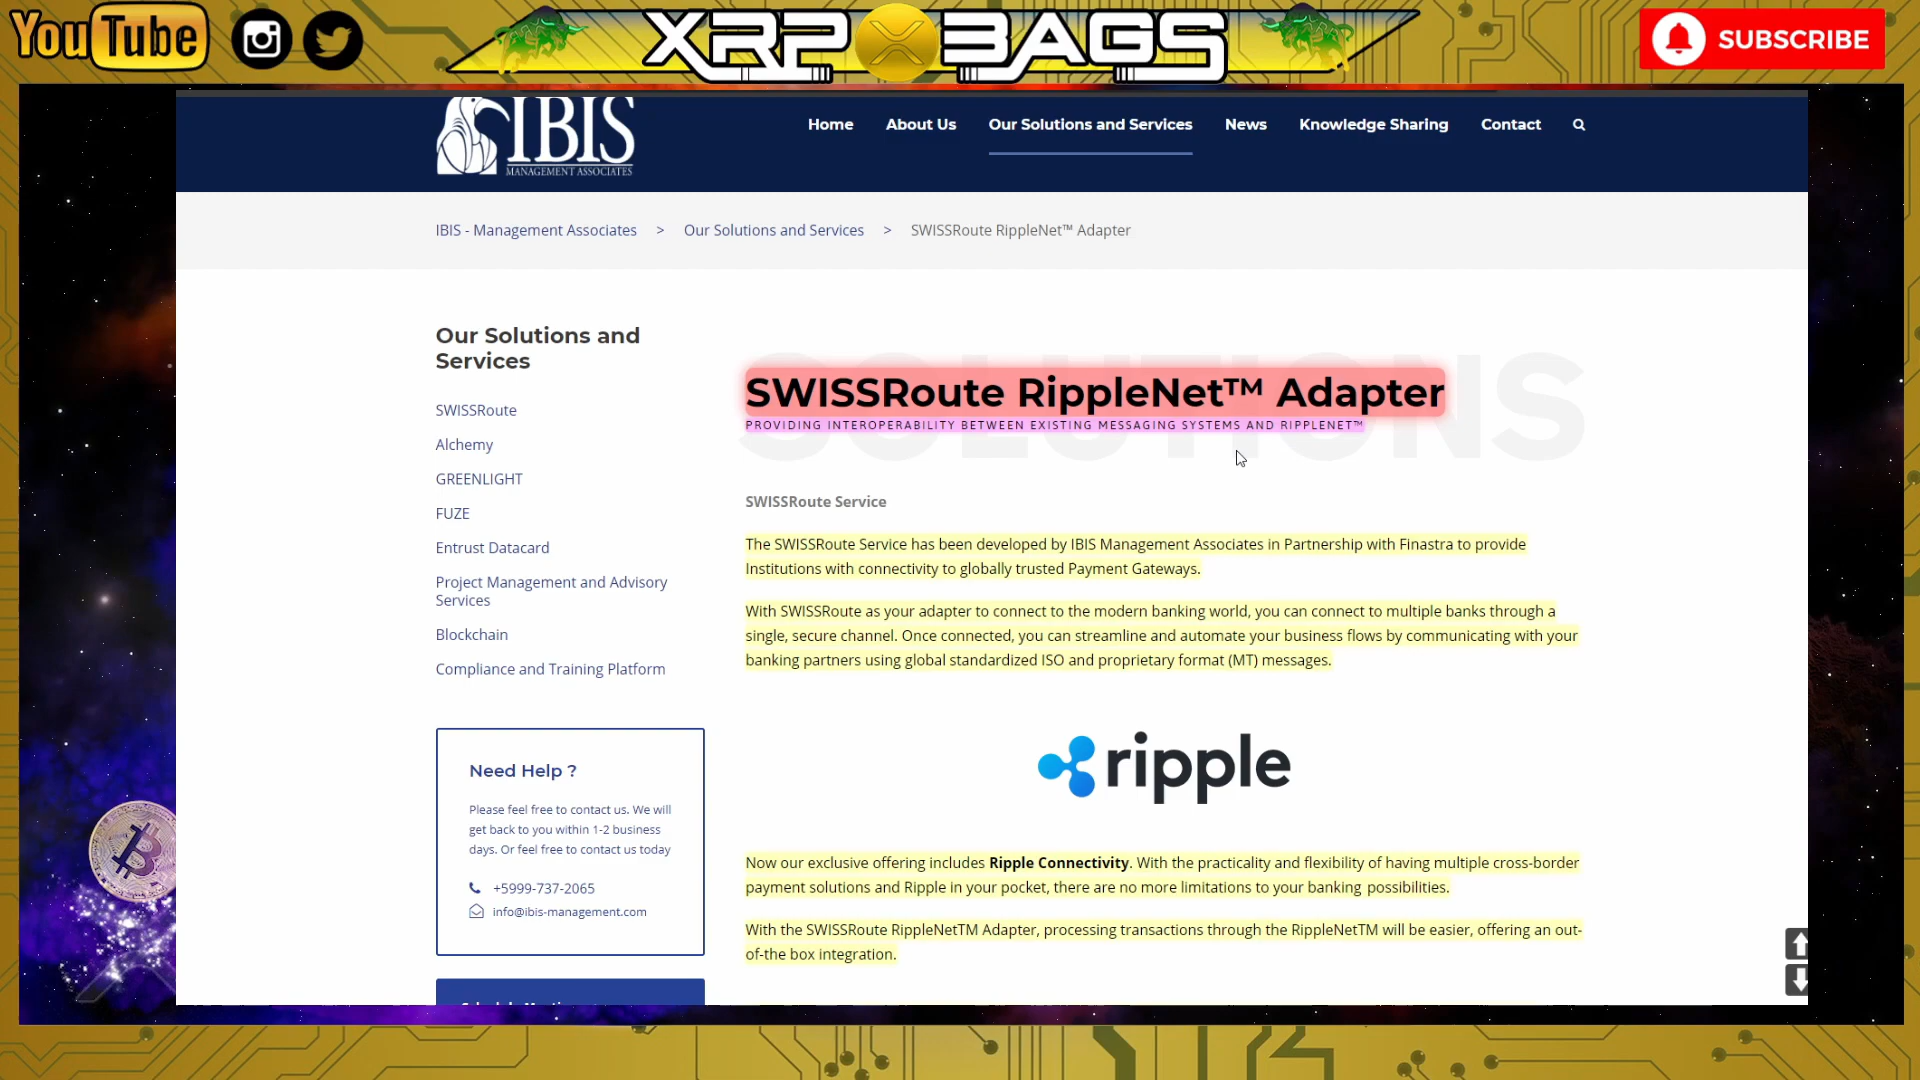 YouTube
XRP BAGS
SUBSCRIBE
IBIS
MANAGEMENT ASSOCIATES
Home About Us Our Solutions and Services News Knowledge Sharing Contact
IBIS - Management Associates > Our Solutions and Services > SWISSRoute RippleNet™ Adapter
Our Solutions and
Services
SWISSRoute
Alchemy
GREENLIGHT
FUZE
Entrust Datacard
Project Management and Advisory
Services
Blockchain
Compliance and Training Platform
Need Help ?
Please feel free to contact us. We will
get back to you within 1-2 business
days. Or feel free to contact us today
+5999-737-2065
info@ibis-management.com
SOLUTIONS
SWISSRoute RippleNet™ Adapter
PROVIDING INTEROPERABILITY BETWEEN EXISTING MESSAGING SYSTEMS AND RIPPLENET™
SWISSRoute Service
The SWISSRoute Service has been developed by IBIS Management Associates in Partnership with Finastra to provide
Institutions with connectivity to globally trusted Payment Gateways.
With SWISSRoute as your adapter to connect to the modern banking world, you can connect to multiple banks through a
single, secure channel. Once connected, you can streamline and automate your business flows by communicating with your
banking partners using global standardized ISO and proprietary format (MT) messages.
ripple
Now our exclusive offering includes Ripple Connectivity. With the practicality and flexibility of having multiple cross-border
payment solutions and Ripple in your pocket, there are no more limitations to your banking possibilities.
With the SWISSRoute RippleNetTM Adapter, processing transactions through the RippleNetTM will be easier, offering an out-
of-the box integration.